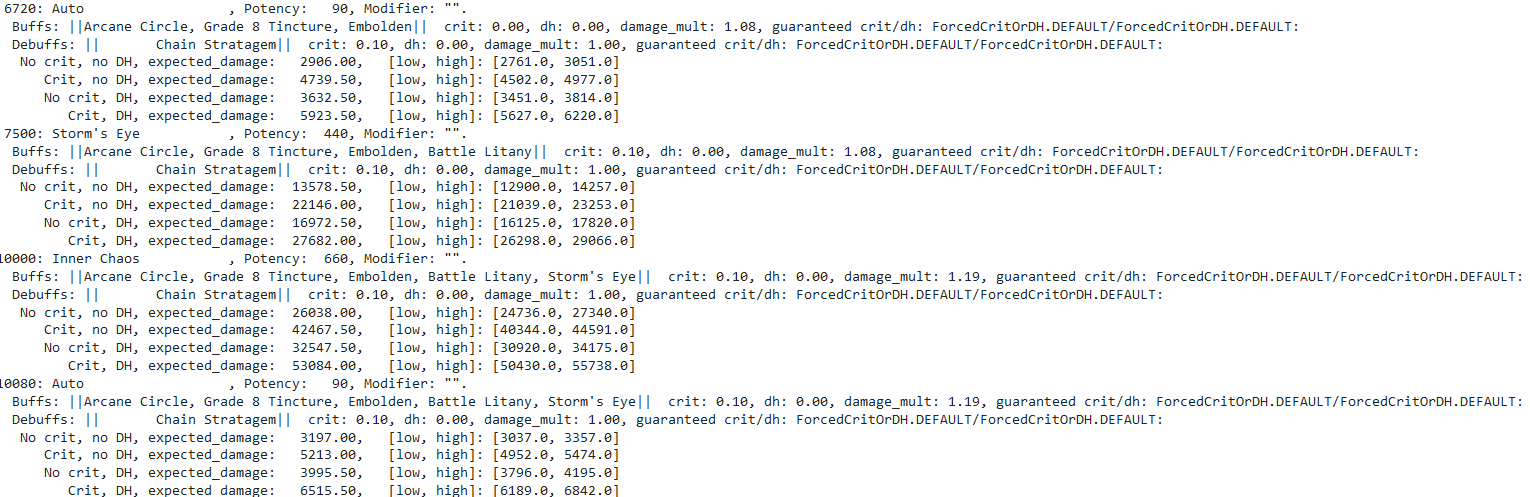 6720: Auto , Potency: 90, Modifier: "".
Buffs: ||Arcane Circle, Grade 8 Tincture, Embolden|| crit: 0.00, dh: 0.00, damage_mult: 1.08, guaranteed crit/dh: ForcedCritOrDH.DEFAULT/ForcedCritOrDH.DEFAULT:
Debuffs: || Chain Stratagem|| crit: 0.10, dh: 0.00, damage_mult: 1.00, guaranteed crit/dh: ForcedCritOrDH.DEFAULT/ForcedCritOrDH.DEFAULT:
No crit, no DH, expected_damage: 2906.00, [low, high]: [2761.0, 3051.0]
Crit, no DH, expected_damage: 4739.50, [low, high]: [4502.0, 4977.0]
No crit, DH, expected_damage: 3632.50, [low, high]: [3451.0, 3814.0]
Crit, DH, expected_damage: 5923.50, [low, high]: [5627.0, 6220.0]
7500: Storm's Eye , Potency: 440, Modifier: "".
Buffs: ||Arcane Circle, Grade 8 Tincture, Embolden, Battle Litany|| crit: 0.10, dh: 0.00, damage_mult: 1.08, guaranteed crit/dh: ForcedCritOrDH.DEFAULT/ForcedCritOrDH.DEFAULT:
Debuffs: || Chain Stratagem|| crit: 0.10, dh: 0.00, damage_mult: 1.00, guaranteed crit/dh: ForcedCritOrDH.DEFAULT/ForcedCritOrDH.DEFAULT:
No crit, no DH, expected_damage: 13578.50, [low, high]: [12900.0, 14257.0]
Crit, no DH, expected_damage: 22146.00, [low, high]: [21039.0, 23253.0]
No crit, DH, expected_damage: 16972.50, [low, high]: [16125.0, 17820.0]
Crit, DH, expected_damage: 27682.00, [low, high]: [26298.0, 29066.0]
10000: Inner Chaos , Potency: 660, Modifier: "".
Buffs: ||Arcane Circle, Grade 8 Tincture, Embolden, Battle Litany, Storm's Eye|| crit: 0.10, dh: 0.00, damage_mult: 1.19, guaranteed crit/dh: ForcedCritOrDH.DEFAULT/ForcedCritOrDH.DEFAULT:
Debuffs: || Chain Stratagem|| crit: 0.10, dh: 0.00, damage_mult: 1.00, guaranteed crit/dh: ForcedCritOrDH.DEFAULT/ForcedCritOrDH.DEFAULT:
No crit, no DH, expected_damage: 26038.00, [low, high]: [24736.0, 27340.0]
Crit, no DH, expected_damage: 42467.50, [low, high]: [40344.0, 44591.0]
No crit, DH, expected_damage: 32547.50, [low, high]: [30920.0, 34175.0]
Crit, DH, expected_damage: 53084.00, [low, high]: [50430.0, 55738.0]
10080: Auto , Potency: 90, Modifier: "".
Buffs: ||Arcane Circle, Grade 8 Tincture, Embolden, Battle Litany, Storm's Eye|| crit: 0.10, dh: 0.00, damage_mult: 1.19, guaranteed crit/dh: ForcedCritOrDH.DEFAULT/ForcedCritOrDH.DEFAULT:
Debuffs: || Chain Stratagem|| crit: 0.10, dh: 0.00, damage_mult: 1.00, guaranteed crit/dh: ForcedCritOrDH.DEFAULT/ForcedCritOrDH.DEFAULT:
No crit, no DH, expected_damage: 3197.00, [low, high]: [3037.0, 3357.0]
Crit, no DH, expected_damage: 5213.00, [low, high]: [4952.0, 5474.0]
No crit, DH, expected_damage: 3995.50, [low, high]: [3796.0, 4195.0]
Crit, DH, expected damage: 6515.50, [low, high]: [6189.0, 6842.0]